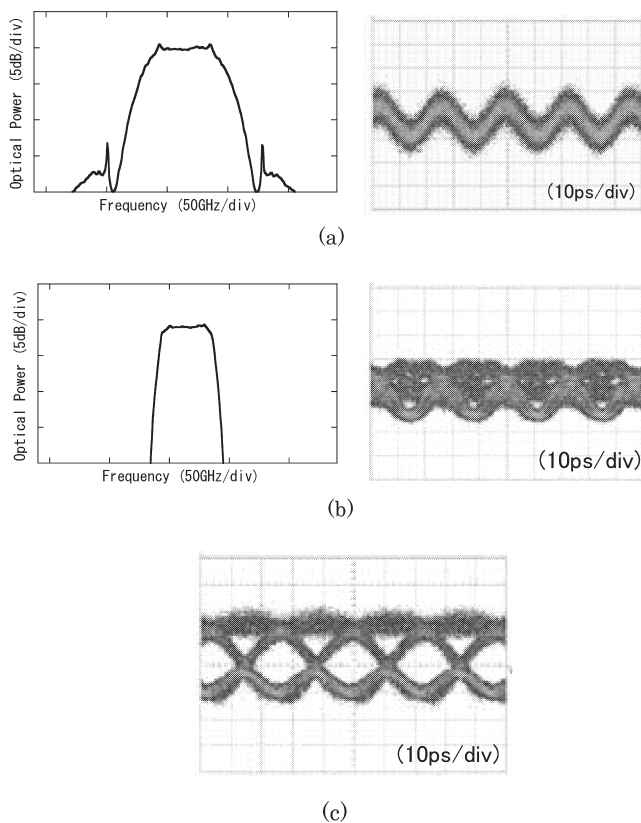 Optical Power (5dB/div)
Frequency (50GHz/div)
(10ps/div)
(a)
Optical Power (5dB/div)
Frequency (50GHz/div)
(10ps/div)
(b)
(10ps/div)
(c)